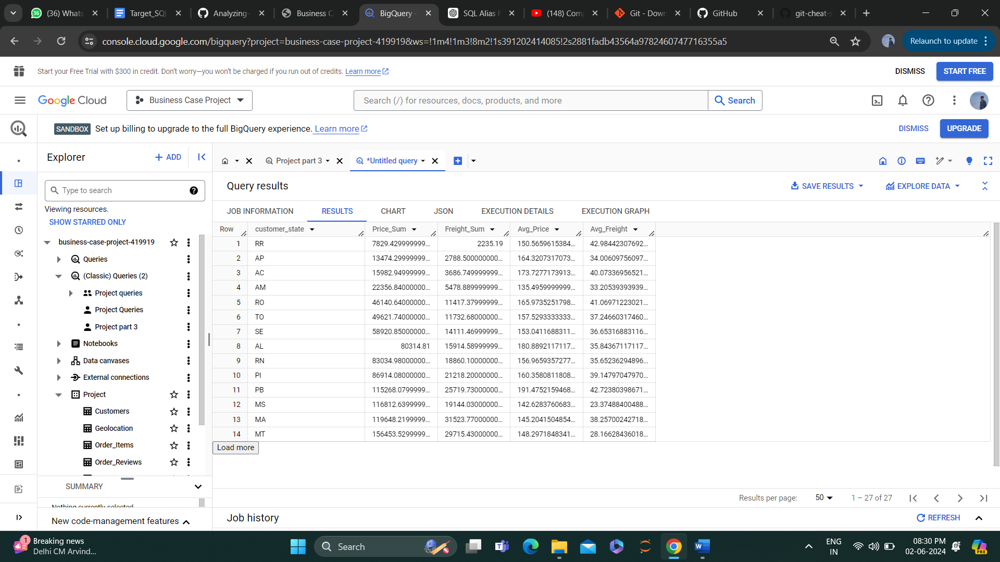 (36) Whats
Target_SQL
Analyzing-
Business C
BigQuery –
SQL Alias
(148) Com
Git - Down
GitHub
git-cheat-s
console.cloud.google.com/bigquery?project=business-case-project-419919&ws=!1m4!1m3!8m2!1s391202414085!2s2881fadb43564a9782460747716355a5
Relaunch to update
Start your Free Trial with $300 in credit. Don't worry—you won't be charged if you run out of credits. Learn more
DISMISS
START FREE
Google Cloud
Business Case Project
Search (/) for resources, docs, products, and more
Search
SANDBOX Set up billing to upgrade to the full BigQuery experience. Learn more
DISMISS
UPGRADE
Explorer
+ ADD
Project part 3
*Untitled query
Type to search
Viewing resources.
SHOW STARRED ONLY
business-case-project-419919
Queries
(Classic) Queries (2)
Project queries
Project Queries
Project part 3
Notebooks
Data canvases
External connections
Project
Customers
Geolocation
Order_Items
Order_Reviews
SUMMARY
Nothing currently selected
New code-management features
Query results
SAVE RESULTS
EXPLORE DATA
JOB INFORMATION RESULTS CHART JSON EXECUTION DETAILS EXECUTION GRAPH
Row customer_state Price_Sum Freight_Sum Avg_Price Avg_Freight
1 RR 7829.429999999... 2235.19 150.5659615384... 42.98442307692...
2 AP 13474.29999999... 2788.500000000... 164.3207317073... 34.00609756097...
3 AC 15982.94999999... 3686.749999999... 173.7277173913... 40.07336956521...
4 AM 22356.84000000... 5478.889999999... 135.4959999999... 33.20539393939...
5 RO 46140.64000000... 11417.37999999... 165.9735251798... 41.06971223021...
6 TO 49621.74000000... 11732.68000000... 157.5293333333... 37.24660317460...
7 SE 58920.85000000... 14111.46999999... 153.0411688311... 36.65316883116...
8 AL 80314.81 15914.58999999... 180.8892117117... 35.84367117117...
9 RN 83034.98000000... 18860.10000000... 156.9659357277... 35.65236294896...
10 PI 86914.08000000... 21218.20000000... 160.3580811808... 39.14797047970...
11 PB 115268.0799999... 25719.73000000... 191.4752159468... 42.72380398671...
12 MS 116812.6399999... 19144.03000000... 142.6283760683... 23.37488400488...
13 MA 119648.2199999... 31523.77000000... 145.2041504854... 38.25700242718...
14 MT 156453.5299999... 29715.43000000... 148.2971848341... 28.16628436018...
Load more
Results per page: 50 1 – 27 of 27
Job history
REFRESH
1
Breaking news
Delhi CM Arvind...
Search
ENG
IN
08:30 PM
02-06-2024
PRE